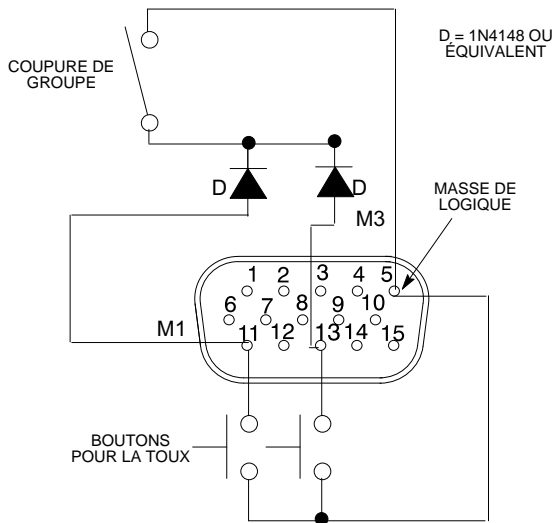 D = 1N4148 OU
ÉQUIVALENT
COUPURE DE
GROUPE
D
D
MASSE DE
LOGIQUE
M3
1 2 3 4 5
6 7 8 9 10
M1
11 12 13 14 15
BOUTONS
POUR LA TOUX